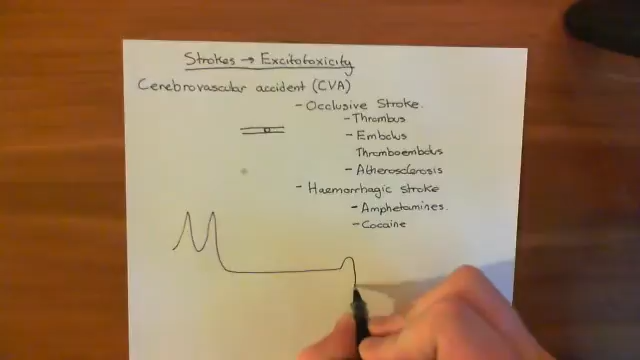 Strokes → Excitotoxicity
Cerebrovascular accident (CVA)
- Occlusive Stroke.
- Thrombus
- Embolus
Thromboembolus
- Atherosclerosis
- Haemorrhagic stroke
- Amphetamines.
- Cocaine